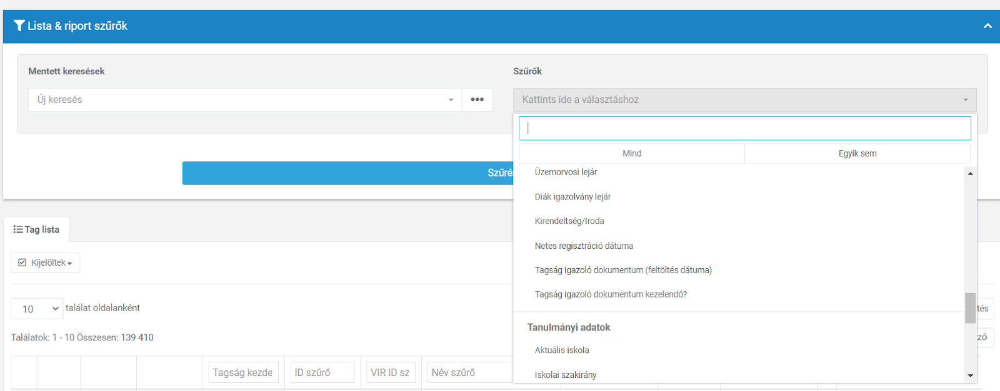 Lista & riport szűrők
Mentett keresések
Szűrők
Új keresés
•••
Kattints ide a választáshoz
Mind
Egyik sem
Üzemorvosi lejár
Diák igazolvány lejár
Kirendeltség/Iroda
Netes regisztráció dátuma
Tagság igazoló dokumentum (feltöltés dátuma)
Tagság igazoló dokumentum kezelendő?
Tanulmányi adatok
Aktuális iskola
Iskolai szakirány
Szűrés
Tag lista
Kijelöltek
10 találat oldalanként
tés
Találatok: 1 - 10 Összesen: 139 410
ző
Tagság kezde
ID szűrő
VIR ID sz
Név szűrő